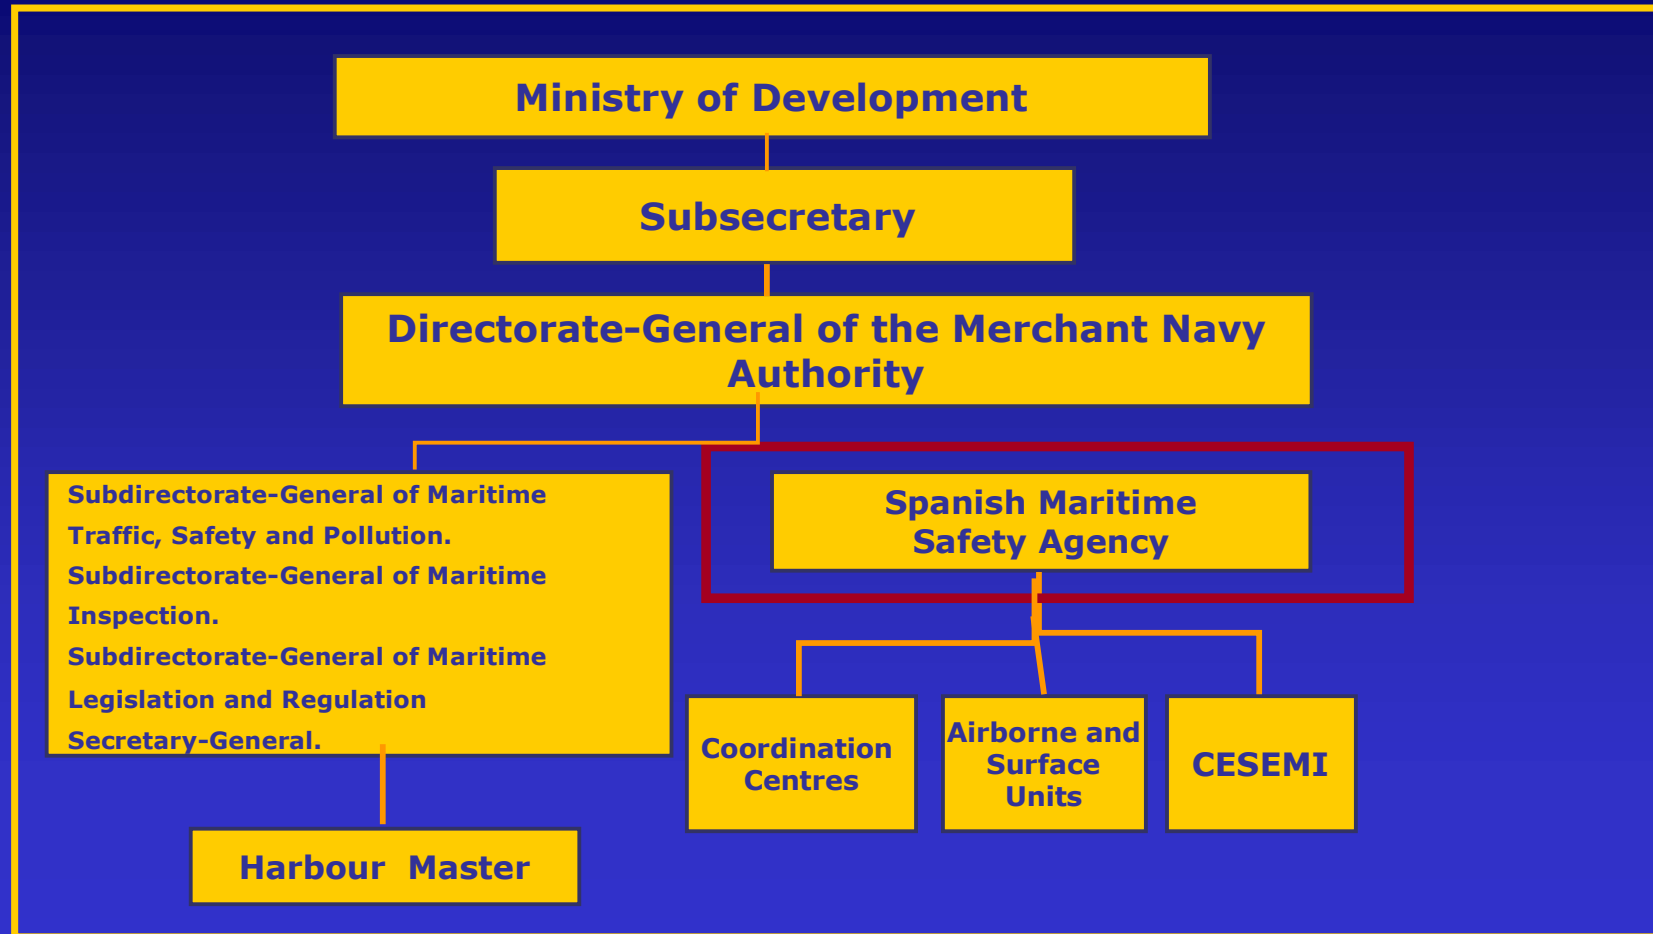 Ministry of Development
Subsecretary
Directorate-General of the Merchant Navy
Authority
Subdirectorate-General of Maritime
Traffic, Safety and Pollution.
Subdirectorate-General of Maritime
Inspection.
Subdirectorate-General of Maritime
Legislation and Regulation
Secretary-General.
Harbour Master
Spanish Maritime
Safety Agency
Coordination
Centres
Airborne and
Surface
Units
CESEMI